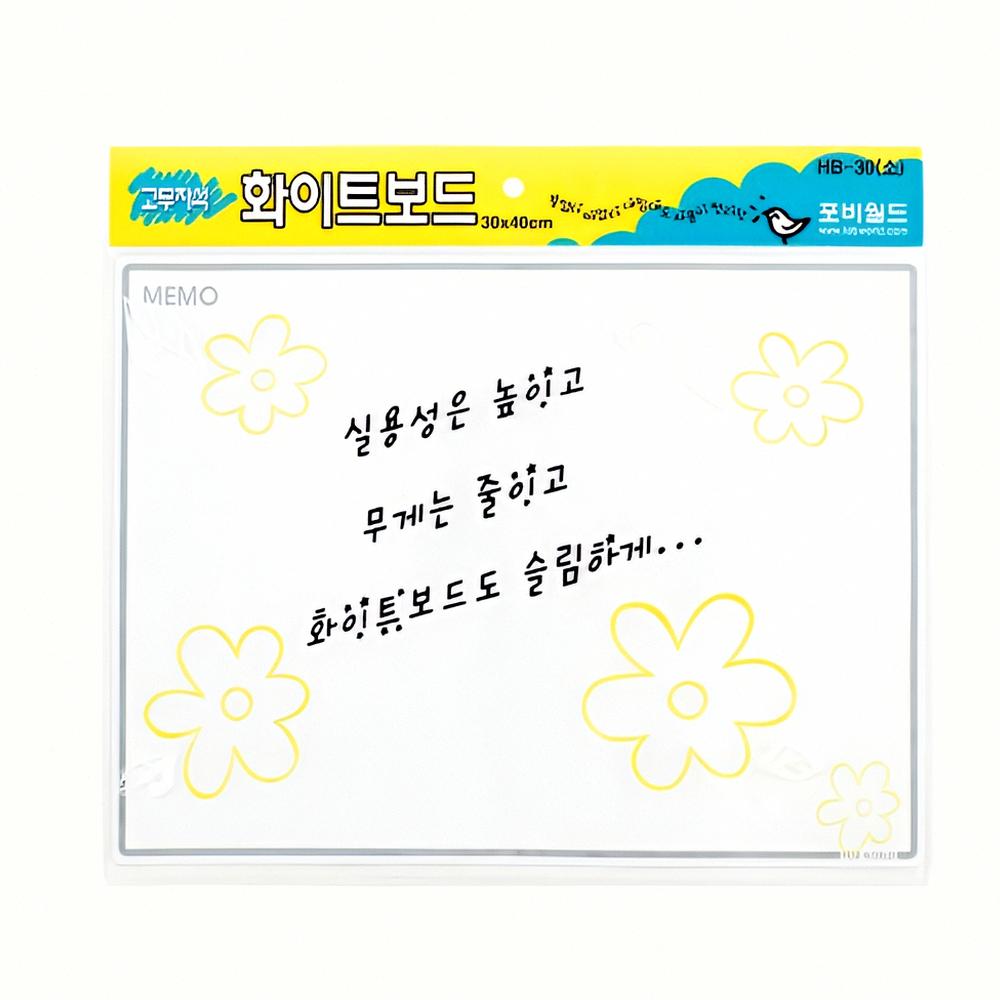 고무자석 화이트보드 30x40cm
HB-30(소)
포비월드
MEMO
실용성은 높이고
무게는 줄이고
화이트보드도 슬림하게...